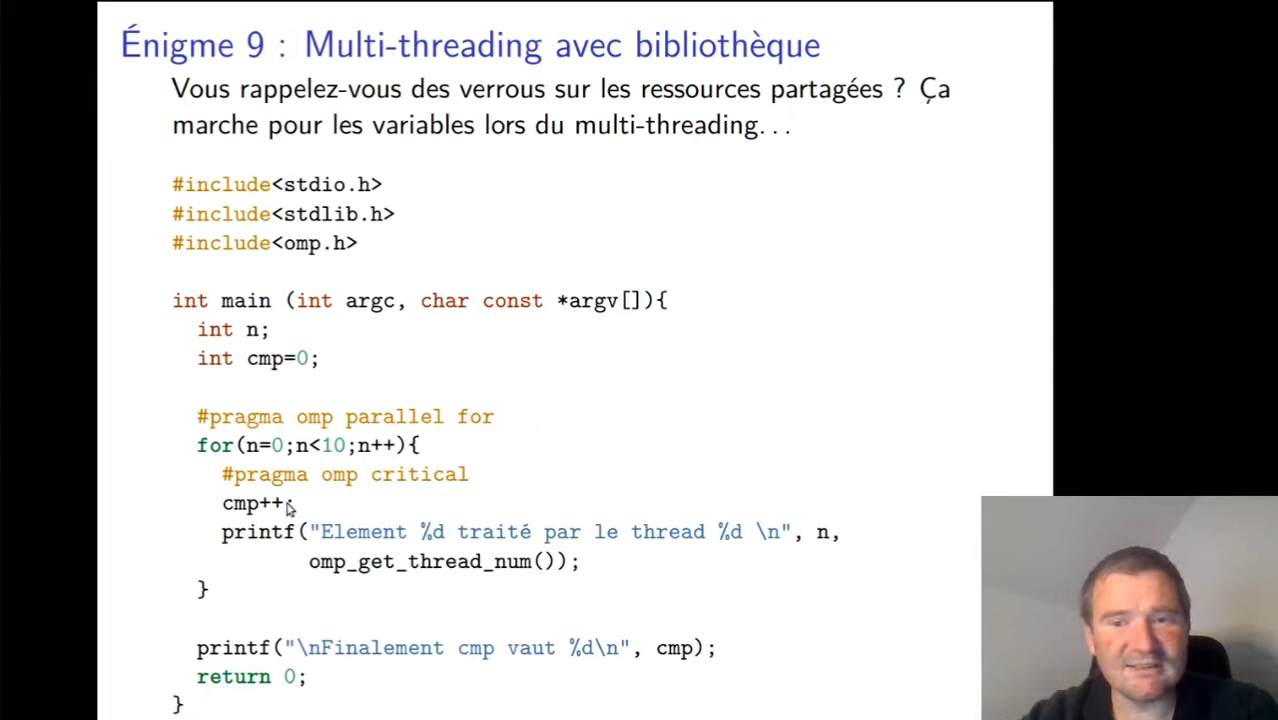 Énigme 9 : Multi-threading avec bibliothèque
Vous rappelez-vous des verrous sur les ressources partagées ? Ça
marche pour les variables lors du multi-threading...
#include<stdio.h>
#include<stdlib.h>
#include<omp.h>
int main (int argc, char const *argv[]){
int n;
int cmp=0;
#pragma omp parallel for
for(n=0;n<10;n++){
#pragma omp critical
cmp++;
printf("Element %d traité par le thread %d \n", n,
omp_get_thread_num());
}
printf("\nFinalement cmp vaut %d\n", cmp);
return 0;
}